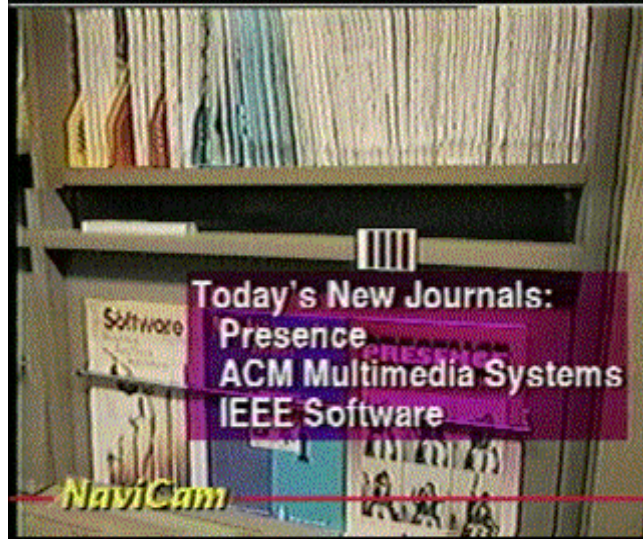 Today's New Journals:
Presence
ACM Multimedia Systems
IEEE Software
Software
PRESENCE
NaviCam